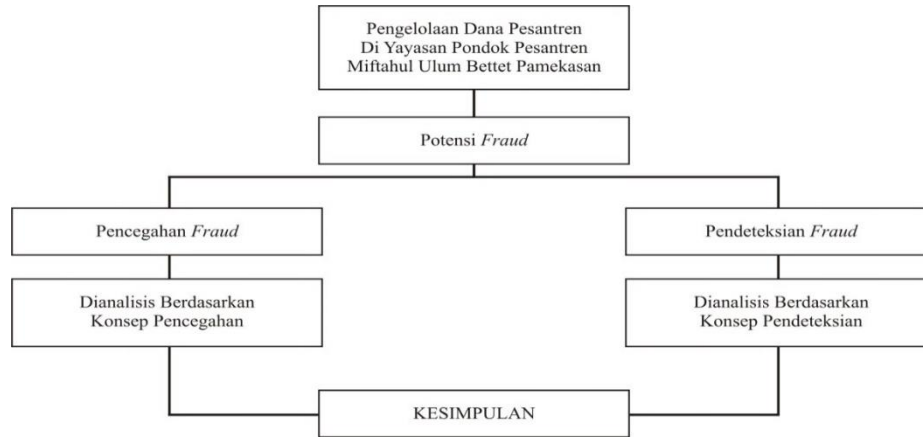 Pengelolaan Dana Pesantren
Di Yayasan Pondok Pesantren
Miftahul Ulum Bettet Pamekasan
Potensi Fraud
Pencegahan Fraud
Pendeteksian Fraud
Dianalisis Berdasarkan
Konsep Pencegahan
Dianalisis Berdasarkan
Konsep Pendeteksian
KESIMPULAN